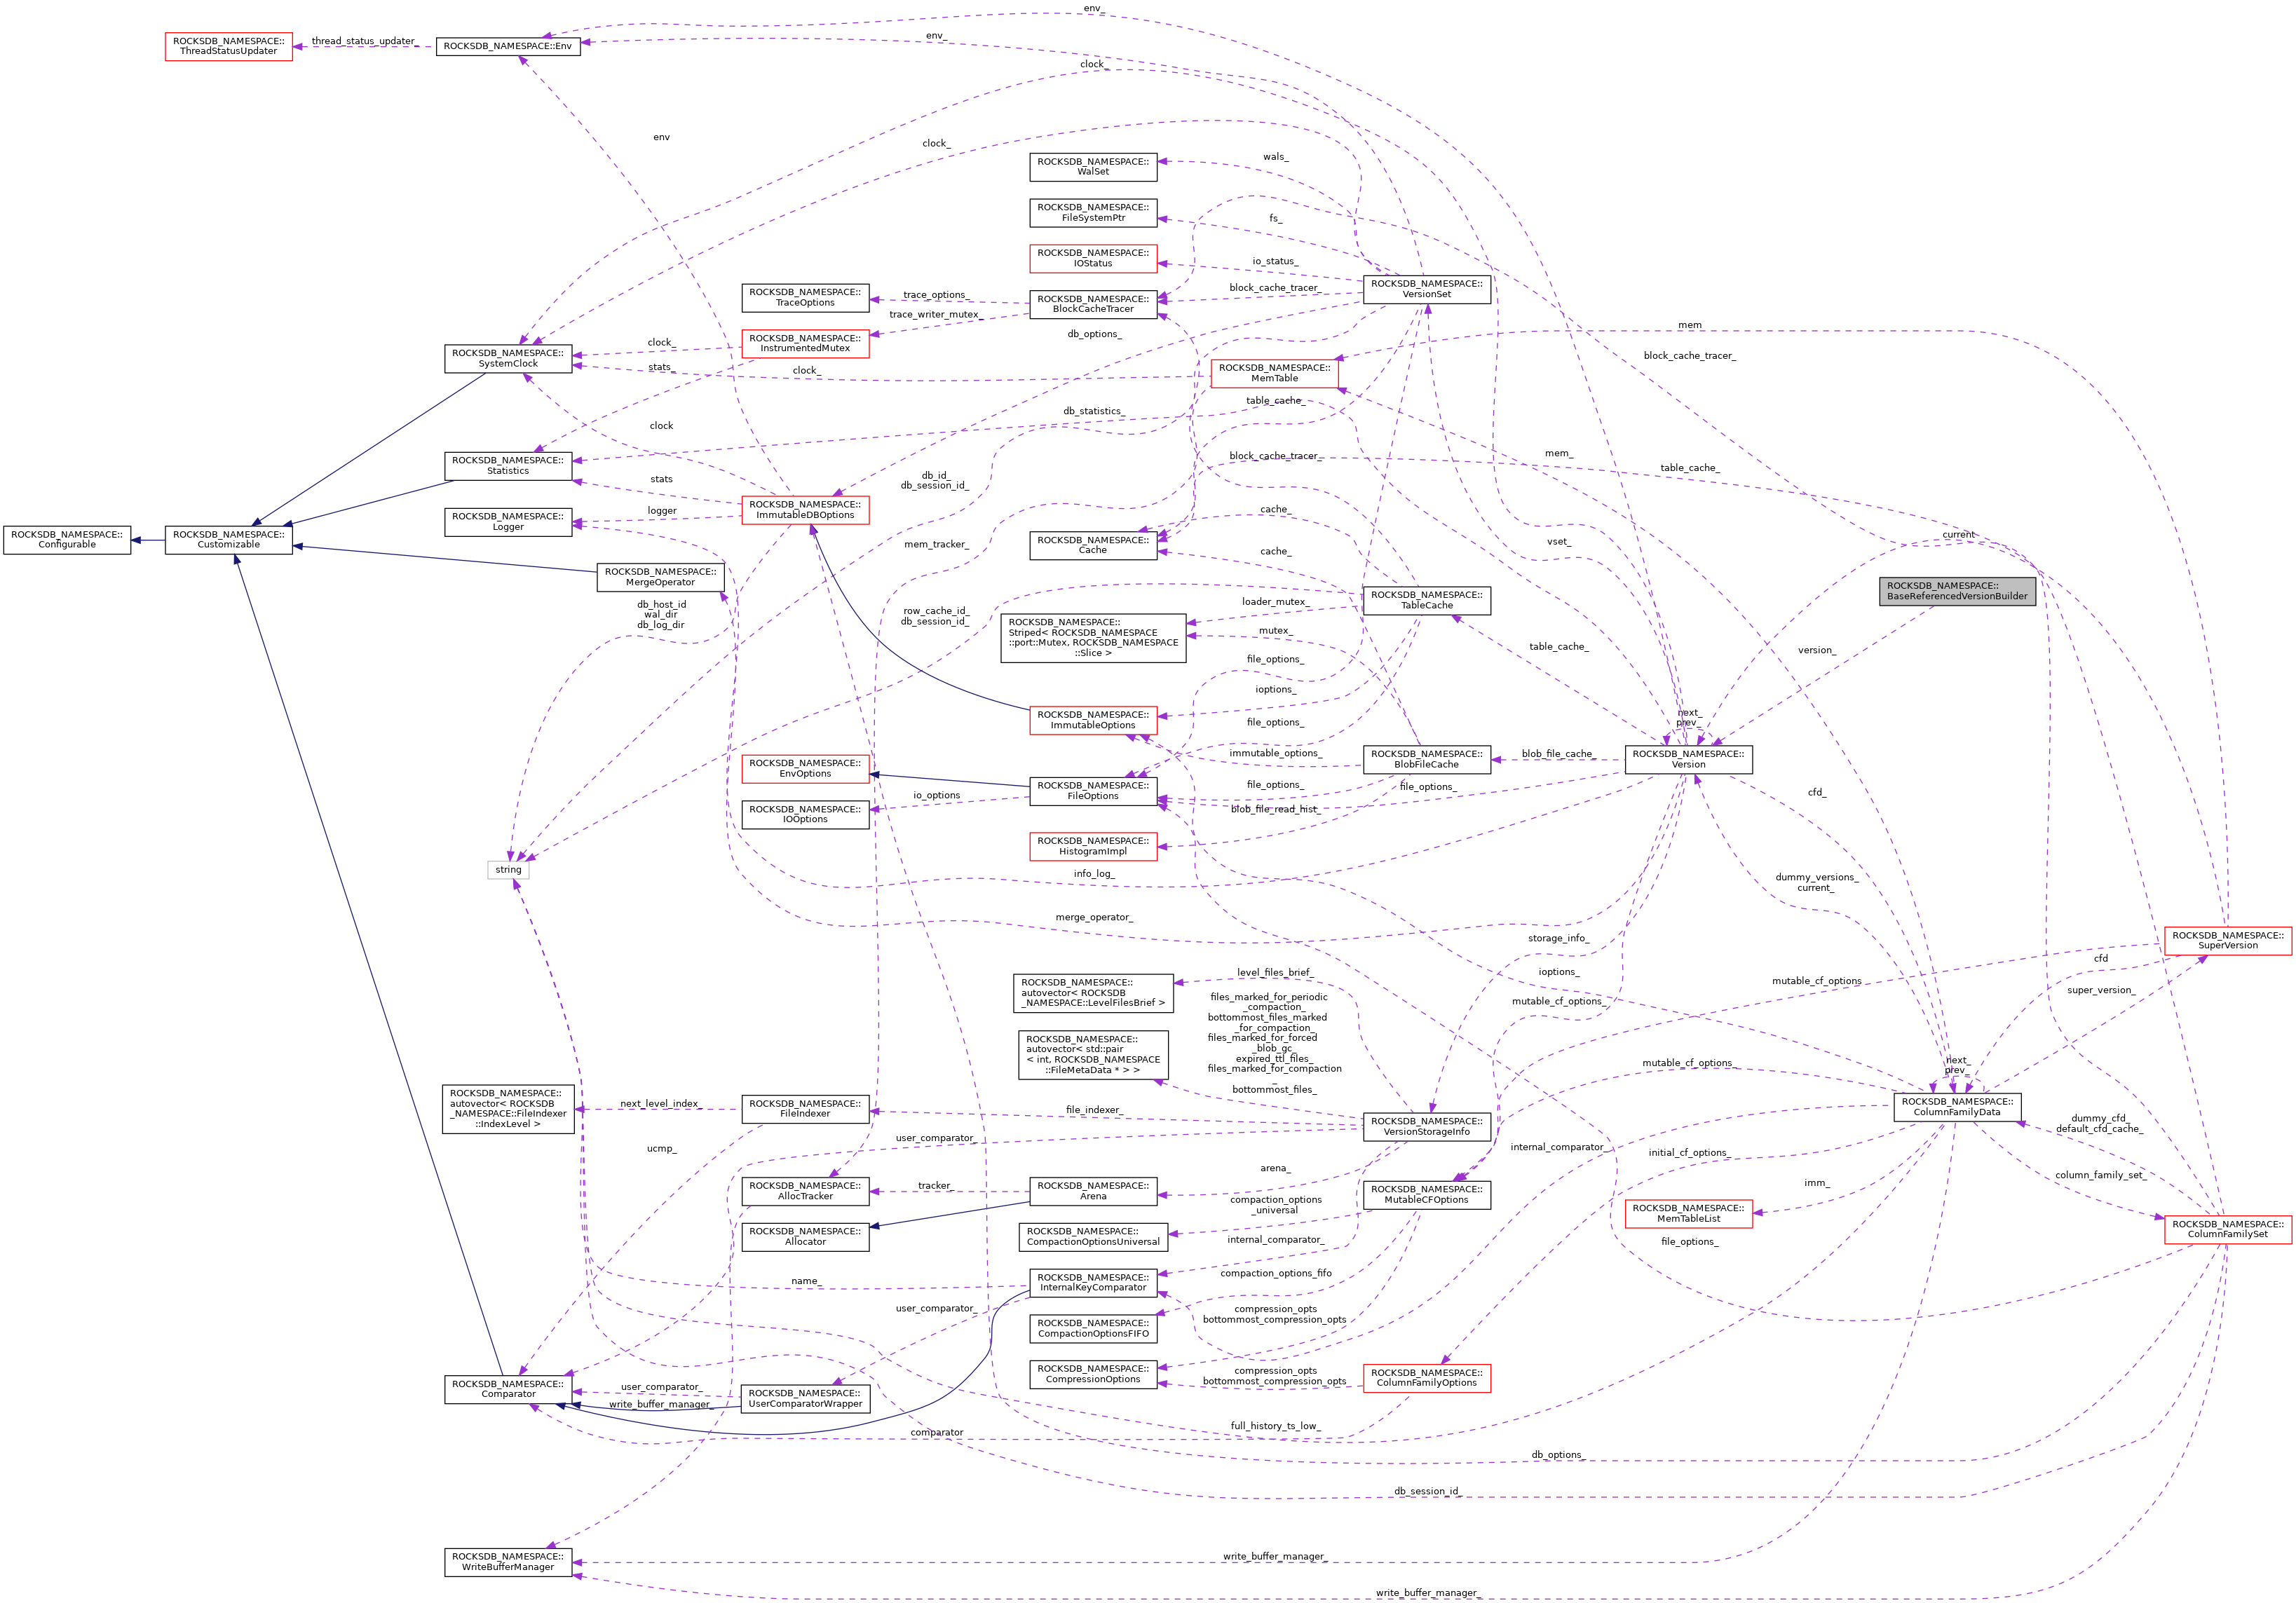 env_
ROCKSDB_NAMESPACE::
ThreadStatusUpdater
thread_status_updater_
ROCKSDB_NAMESPACE::Env
env_
clock_
env
clock_
ROCKSDB_NAMESPACE::
WalSet
wals_
ROCKSDB_NAMESPACE::
FileSystemPtr
fs_
ROCKSDB_NAMESPACE::
IOStatus
io_status_
ROCKSDB_NAMESPACE::
VersionSet
ROCKSDB_NAMESPACE::
TraceOptions
trace_options_
ROCKSDB_NAMESPACE::
BlockCacheTracer
block_cache_tracer_
trace_writer_mutex_
mem
db_options_
ROCKSDB_NAMESPACE::
InstrumentedMutex
clock_
ROCKSDB_NAMESPACE::
SystemClock
stats_
clock_
ROCKSDB_NAMESPACE::
MemTable
block_cache_tracer_
table_cache_
db_statistics_
clock
block_cache_tracer_
mem_
table_cache_
ROCKSDB_NAMESPACE::
Statistics
stats
db_id_
db_session_id_
ROCKSDB_NAMESPACE::
ImmutableDBOptions
logger
ROCKSDB_NAMESPACE::
Logger
cache_
ROCKSDB_NAMESPACE::
Configurable
ROCKSDB_NAMESPACE::
Customizable
mem_tracker_
ROCKSDB_NAMESPACE::
Cache
cache_
vset_
current
ROCKSDB_NAMESPACE::
MergeOperator
ROCKSDB_NAMESPACE::
TableCache
ROCKSDB_NAMESPACE::
BaseReferencedVersionBuilder
db_host_id
wal_dir
db_log_dir
row_cache_id_
db_session_id_
loader_mutex_
ROCKSDB_NAMESPACE::
Striped< ROCKSDB_NAMESPACE
::port::Mutex, ROCKSDB_NAMESPACE
::Slice >
mutex_
table_cache_
version_
file_options_
ioptions_
ROCKSDB_NAMESPACE::
ImmutableOptions
file_options_
next_
prev_
immutable_options_
ROCKSDB_NAMESPACE::
BlobFileCache
blob_file_cache_
ROCKSDB_NAMESPACE::
Version
ROCKSDB_NAMESPACE::
EnvOptions
ROCKSDB_NAMESPACE::
FileOptions
file_options_
file_options_
cfd_
io_options
ROCKSDB_NAMESPACE::
IOOptions
blob_file_read_hist_
ROCKSDB_NAMESPACE::
HistogramImpl
string
info_log_
dummy_versions_
current_
merge_operator_
storage_info_
ROCKSDB_NAMESPACE::
SuperVersion
cfd
ioptions_
level_files_brief_
mutable_cf_options
super_version_
ROCKSDB_NAMESPACE::
autovector< ROCKSDB
_NAMESPACE::LevelFilesBrief >
files_marked_for_periodic
_compaction_
bottommost_files_marked
_for_compaction_
files_marked_for_forced
_blob_gc_
expired_ttl_files_
files_marked_for_compaction
_
bottommost_files_
mutable_cf_options_
ROCKSDB_NAMESPACE::
autovector< std::pair
< int, ROCKSDB_NAMESPACE
::FileMetaData * > >
mutable_cf_options_
next_
prev_
ROCKSDB_NAMESPACE::
autovector< ROCKSDB
_NAMESPACE::FileIndexer
::IndexLevel >
next_level_index_
ROCKSDB_NAMESPACE::
FileIndexer
file_indexer_
ROCKSDB_NAMESPACE::
VersionStorageInfo
ROCKSDB_NAMESPACE::
ColumnFamilyData
dummy_cfd_
default_cfd_cache_
ucmp_
user_comparator_
internal_comparator_
initial_cf_options_
arena_
column_family_set_
imm_
ROCKSDB_NAMESPACE::
AllocTracker
tracker_
ROCKSDB_NAMESPACE::
Arena
ROCKSDB_NAMESPACE::
MutableCFOptions
compaction_options
_universal
ROCKSDB_NAMESPACE::
MemTableList
ROCKSDB_NAMESPACE::
Allocator
ROCKSDB_NAMESPACE::
CompactionOptionsUniversal
internal_comparator_
file_options_
ROCKSDB_NAMESPACE::
ColumnFamilySet
name_
ROCKSDB_NAMESPACE::
InternalKeyComparator
compaction_options_fifo
user_comparator_
compression_opts
bottommost_compression_opts
ROCKSDB_NAMESPACE::
CompactionOptionsFIFO
ROCKSDB_NAMESPACE::
CompressionOptions
compression_opts
bottommost_compression_opts
ROCKSDB_NAMESPACE::
ColumnFamilyOptions
ROCKSDB_NAMESPACE::
Comparator
user_comparator_
ROCKSDB_NAMESPACE::
UserComparatorWrapper
write_buffer_manager_
comparator
full_history_ts_low_
db_options_
db_session_id_
ROCKSDB_NAMESPACE::
WriteBufferManager
write_buffer_manager_
write_buffer_manager_